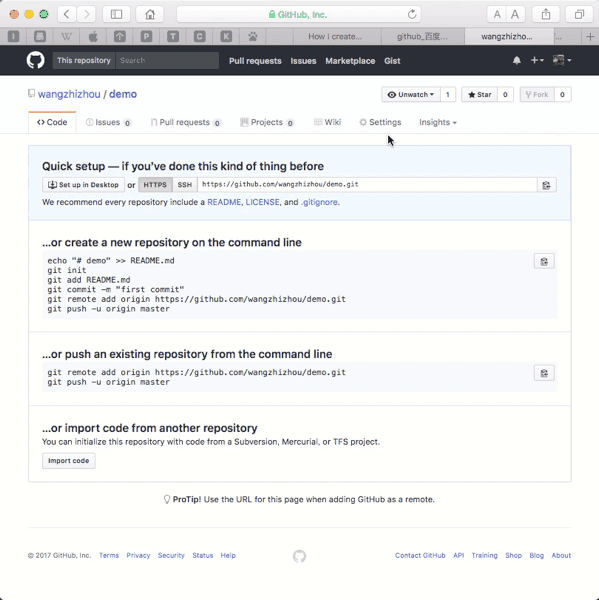 GitHub, Inc.
A A
I W P T C K
How i create...
github_百度...
wangzhizho...
This repository
Search
Pull requests Issues Marketplace Gist
wangzhizhou / demo
Unwatch 1
Star 0
Fork 0
<> Code
Issues 0
Pull requests 0
Projects 0
Wiki
Settings
Insights
Quick setup — if you've done this kind of thing before
Set up in Desktop or HTTPS SSH https://github.com/wangzhizhou/demo.git
We recommend every repository include a README, LICENSE, and .gitignore.
…or create a new repository on the command line
echo "# demo" >> README.md
git init
git add README.md
git commit -m "first commit"
git remote add origin https://github.com/wangzhizhou/demo.git
git push -u origin master
…or push an existing repository from the command line
git remote add origin https://github.com/wangzhizhou/demo.git
git push -u origin master
…or import code from another repository
You can initialize this repository with code from a Subversion, Mercurial, or TFS project.
Import code
ProTip! Use the URL for this page when adding GitHub as a remote.
© 2017 GitHub, Inc. Terms Privacy Security Status Help
Contact GitHub API Training Shop Blog About